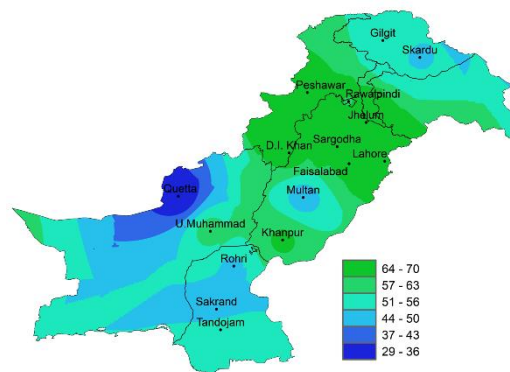 Gilgit
Skardu
Peshawar
Rawalpindi
Jhelum
Sargodha
D.I. Khan
Lahore
Faisalabad
Quetta
Multan
U.Muhammad
Khanpur
Rohri
Sakrand
Tandojam
64 - 70
57 - 63
51 - 56
44 - 50
37 - 43
29 - 36